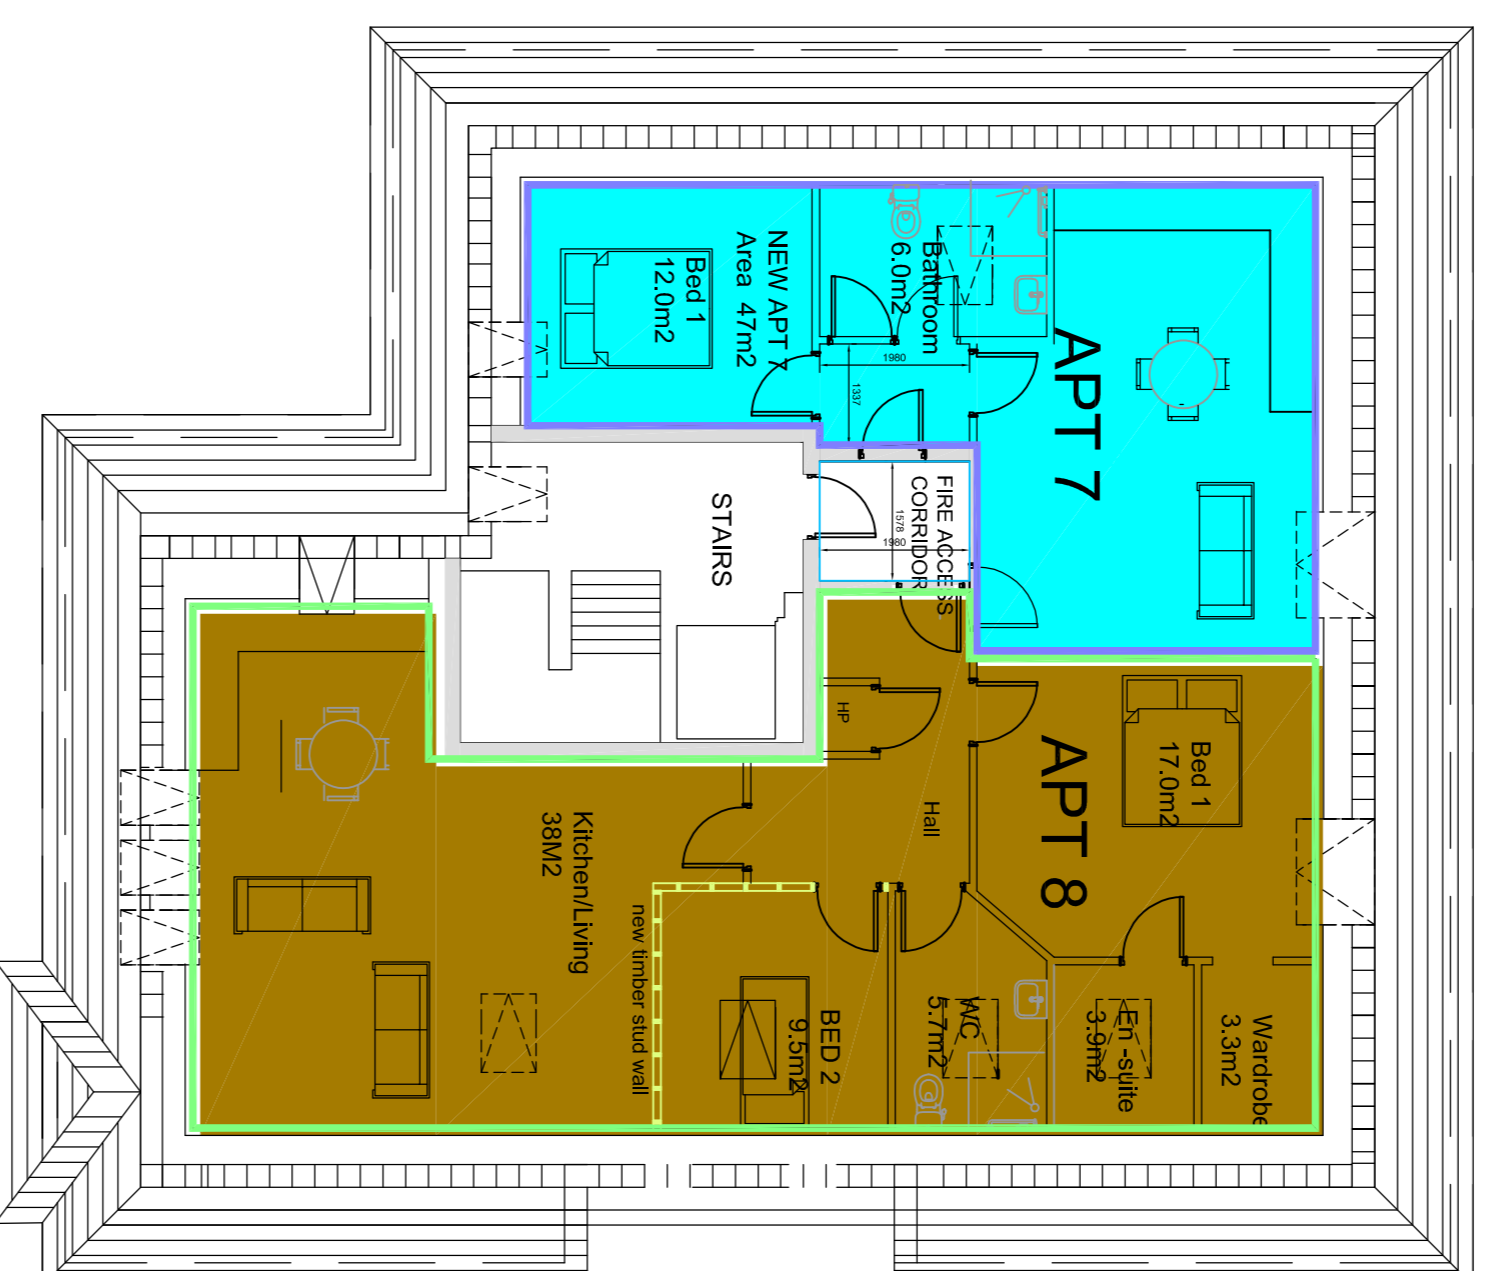 NEW APT 7
Area 47m2
Bed 1
12.0m2
Bathroom
6.0m2
1980
1337
APT 7
STAIRS
FIRE ACCESS
CORRIDOR
1578
1980
HP
Hall
APT 8
Bed 1
17.0m2
Kitchen/Living
38M2
new timber stud wall
BED 2
9.5m2
WC
5.7m2
En -suite
3.9m2
Wardrobe
3.3m2